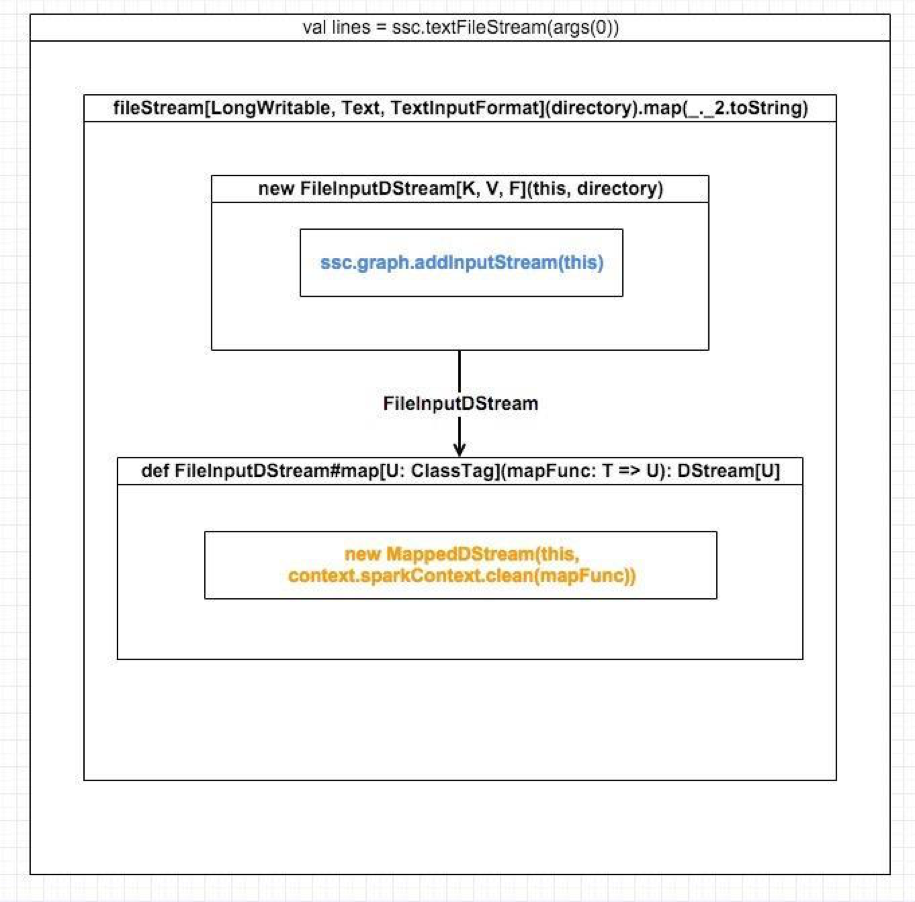 val lines = ssc.textFileStream(args(0))
fileStream[LongWritable, Text, TextInputFormat](directory).map(_._2.toString)
new FileInputDStream[K, V, F](this, directory)
ssc.graph.addInputStream(this)
FileInputDStream
def FileInputDStream#map[U: ClassTag](mapFunc: T => U): DStream[U]
new MappedDStream(this,
context.sparkContext.clean(mapFunc))